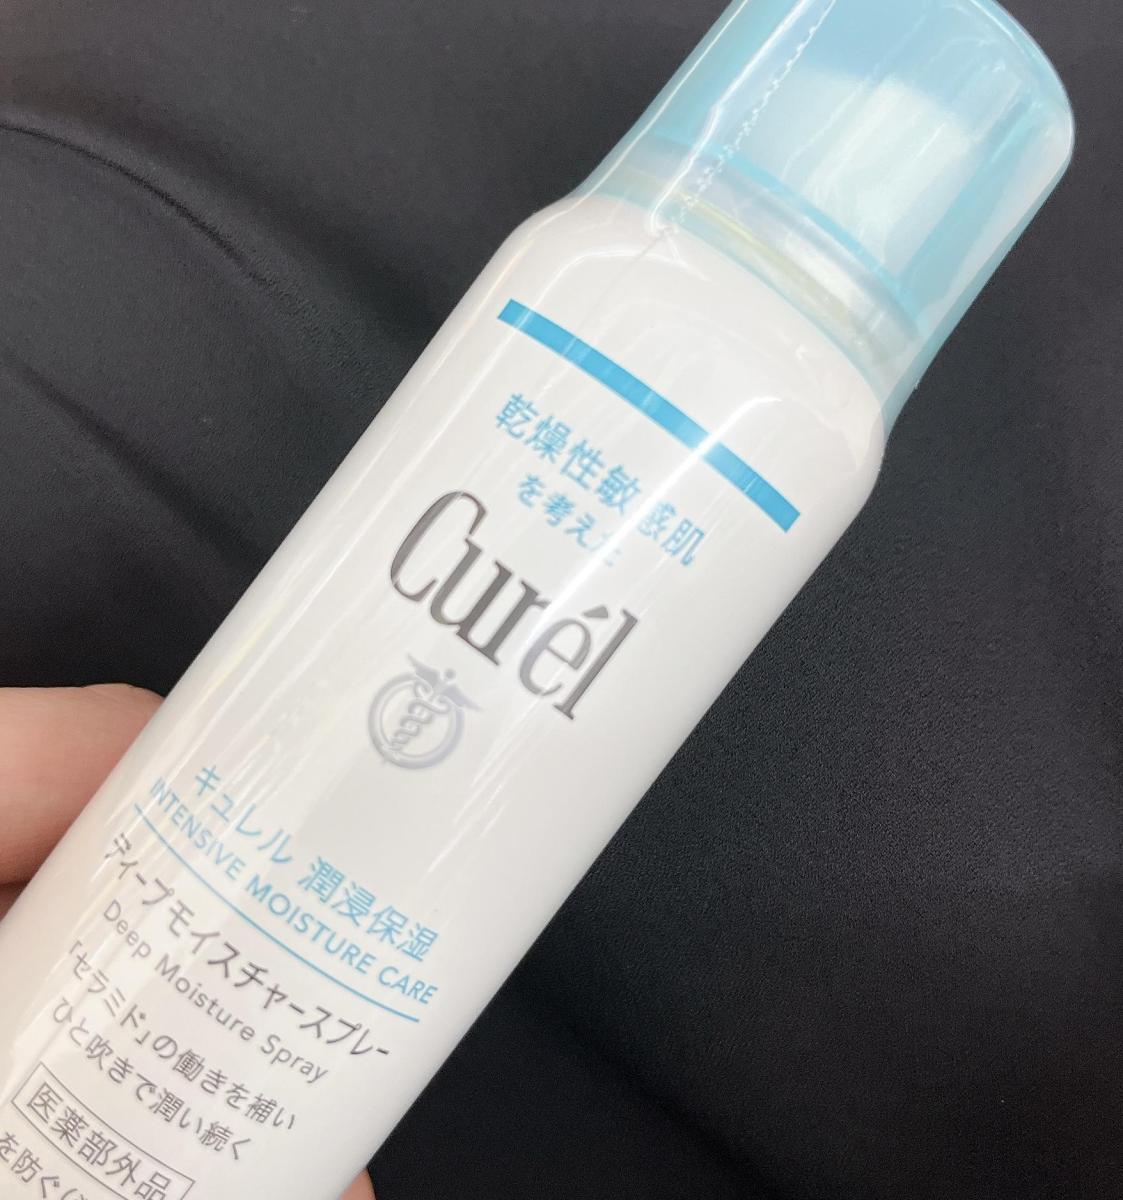 乾燥性敏感肌
を考えた
Curél
キュレル 潤浸保湿
INTENSIVE MOISTURE CARE
ディープモイスチャースプレー
Deep Moisture Spray
「セラミド」の働きを補い
ひと吹きで潤い続く
医薬部外品
を防ぐ